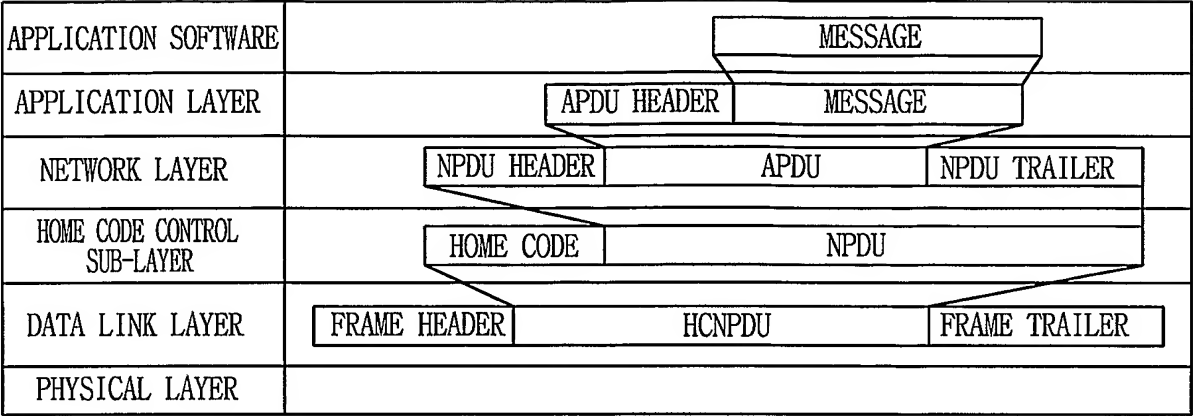 APPLICATION SOFTWARE
MESSAGE
APPLICATION LAYER
APDU HEADER
MESSAGE
NETWORK LAYER
NPDU HEADER
APDU
NPDU TRAILER
HOME CODE CONTROL
SUB-LAYER
HOME CODE
NPDU
DATA LINK LAYER
FRAME HEADER
HCNPDU
FRAME TRAILER
PHYSICAL LAYER